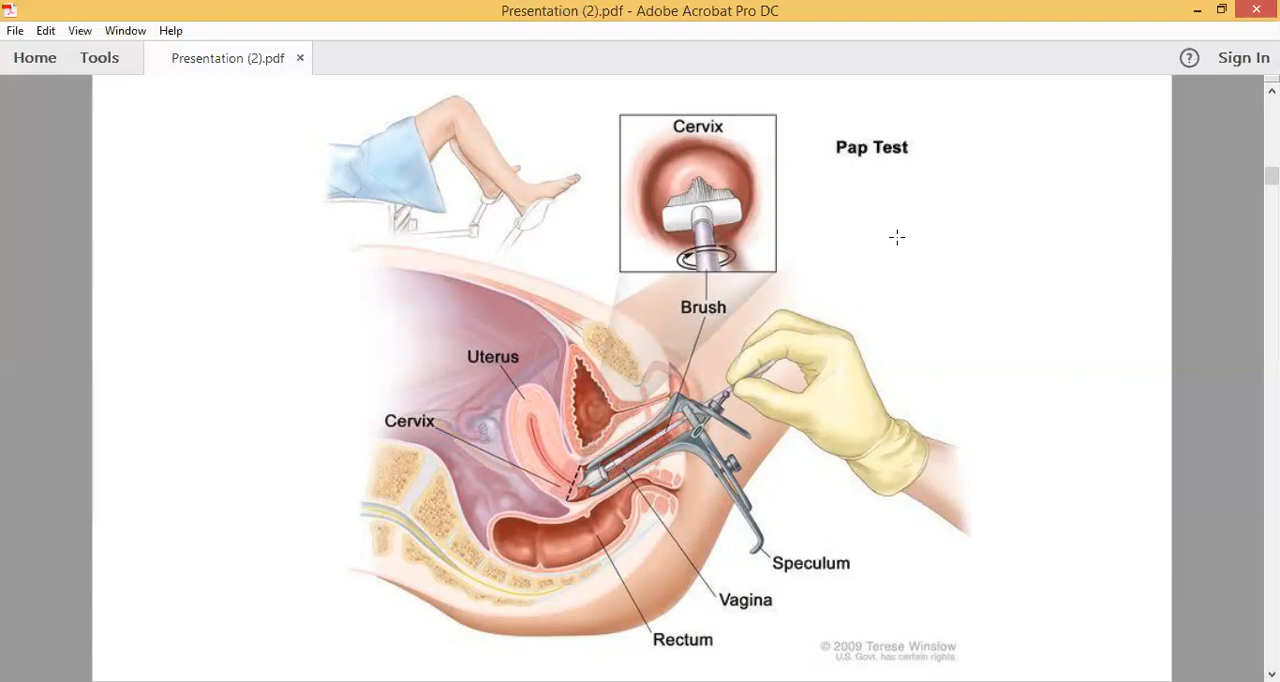 Presentation (2).pdf - Adobe Acrobat Pro DC
File Edit View Window Help
Home Tools Presentation (2).pdf × ? Sign In
Cervix
Pap Test
Brush
Uterus
Cervix
Speculum
Vagina
Rectum
© 2009 Terese Winslow
U.S. Govt. has certain rights.